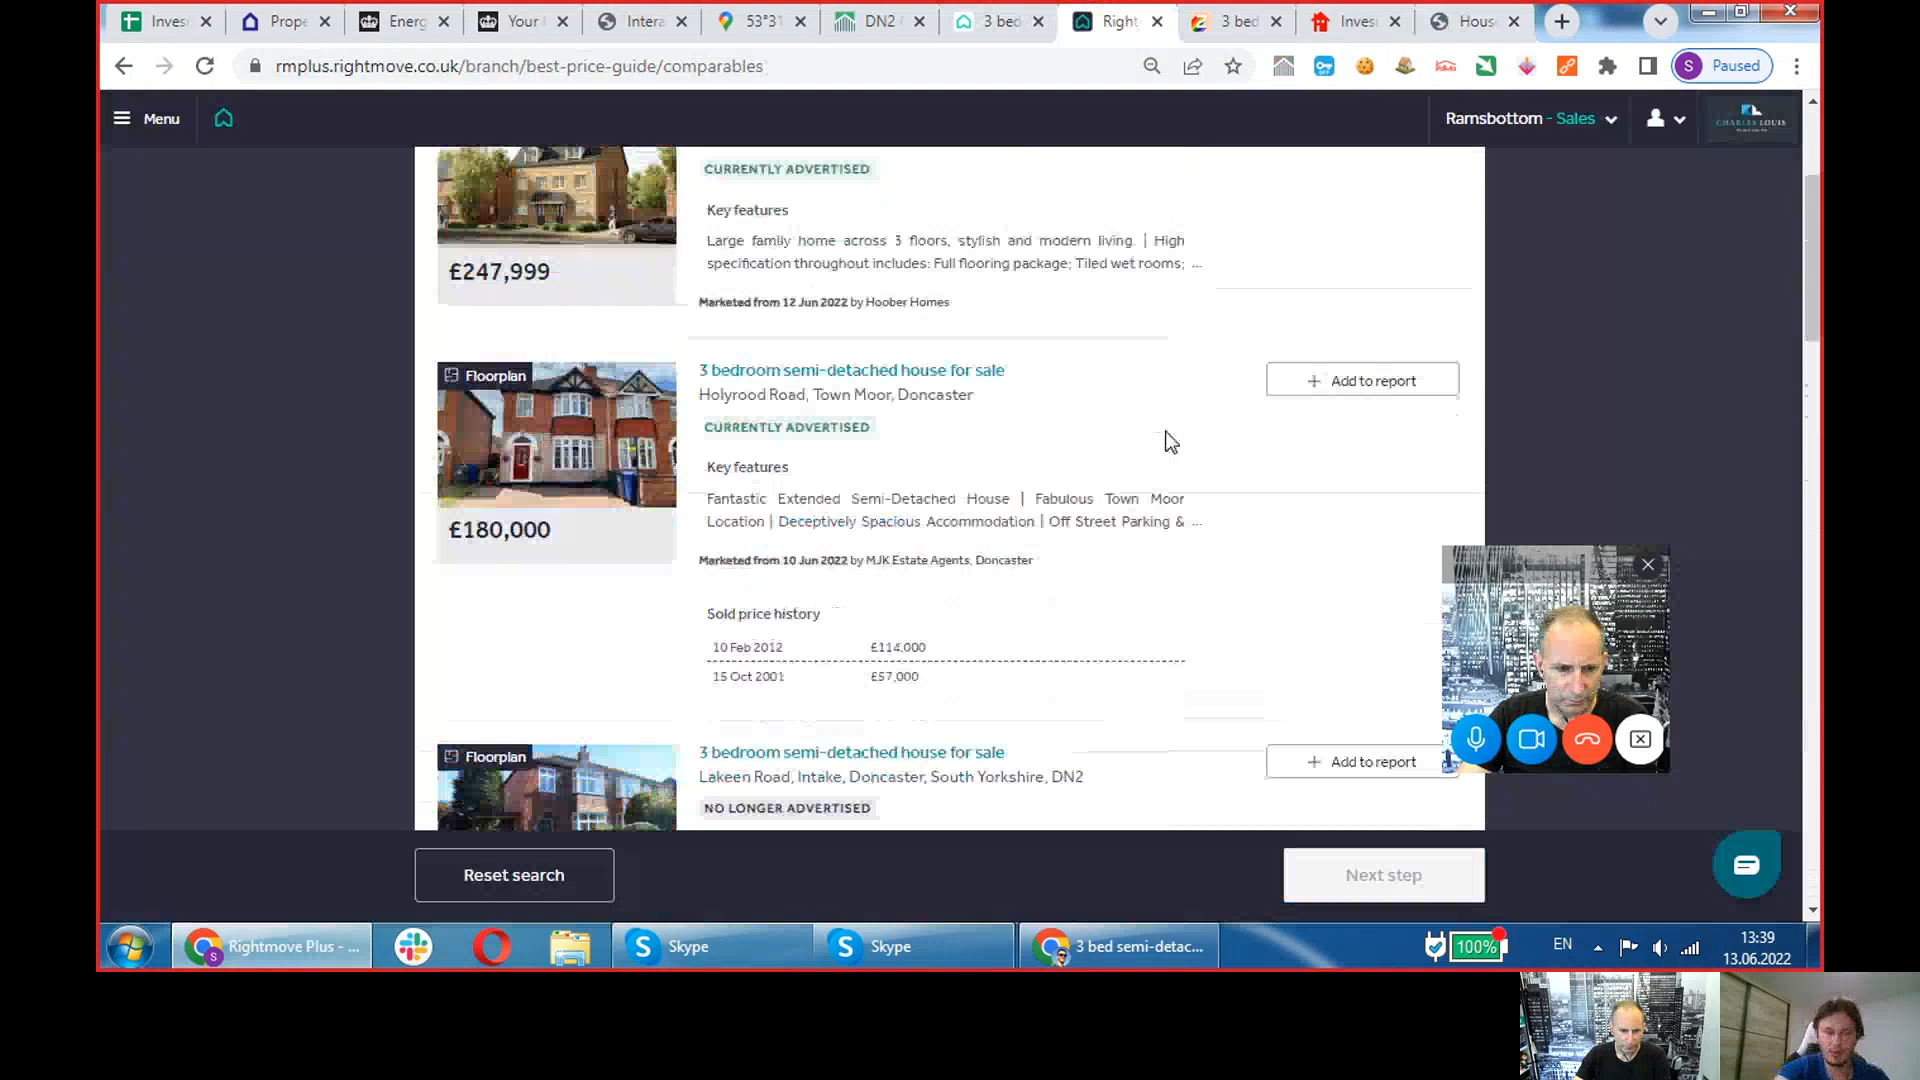 Inves
Prope
Energ
Your
Intera
53°31
DN2
3 bed
Right
3 bed
Inves
Hous
rmplus.rightmove.co.uk/branch/best-price-guide/comparables
S
Paused
Menu
Ramsbottom - Sales
CHARLES LOUIS
CURRENTLY ADVERTISED
Key features
Large family home across 3 floors, stylish and modern living. | High
specification throughout includes: Full flooring package; Tiled wet rooms; ...
£247,999
Marketed from 12 Jun 2022 by Hoober Homes
Floorplan
3 bedroom semi-detached house for sale
+ Add to report
Holyrood Road, Town Moor, Doncaster
CURRENTLY ADVERTISED
Key features
Fantastic Extended Semi-Detached House | Fabulous Town Moor
Location | Deceptively Spacious Accommodation | Off Street Parking & ...
£180,000
Marketed from 10 Jun 2022 by MJK Estate Agents, Doncaster
Sold price history
10 Feb 2012 £114,000
15 Oct 2001 £57,000
Floorplan
3 bedroom semi-detached house for sale
+ Add to report
Lakeen Road, Intake, Doncaster, South Yorkshire, DN2
NO LONGER ADVERTISED
Reset search
Next step
Rightmove Plus - ...
Skype
Skype
3 bed semi-detac...
100%
EN
13:39
13.06.2022